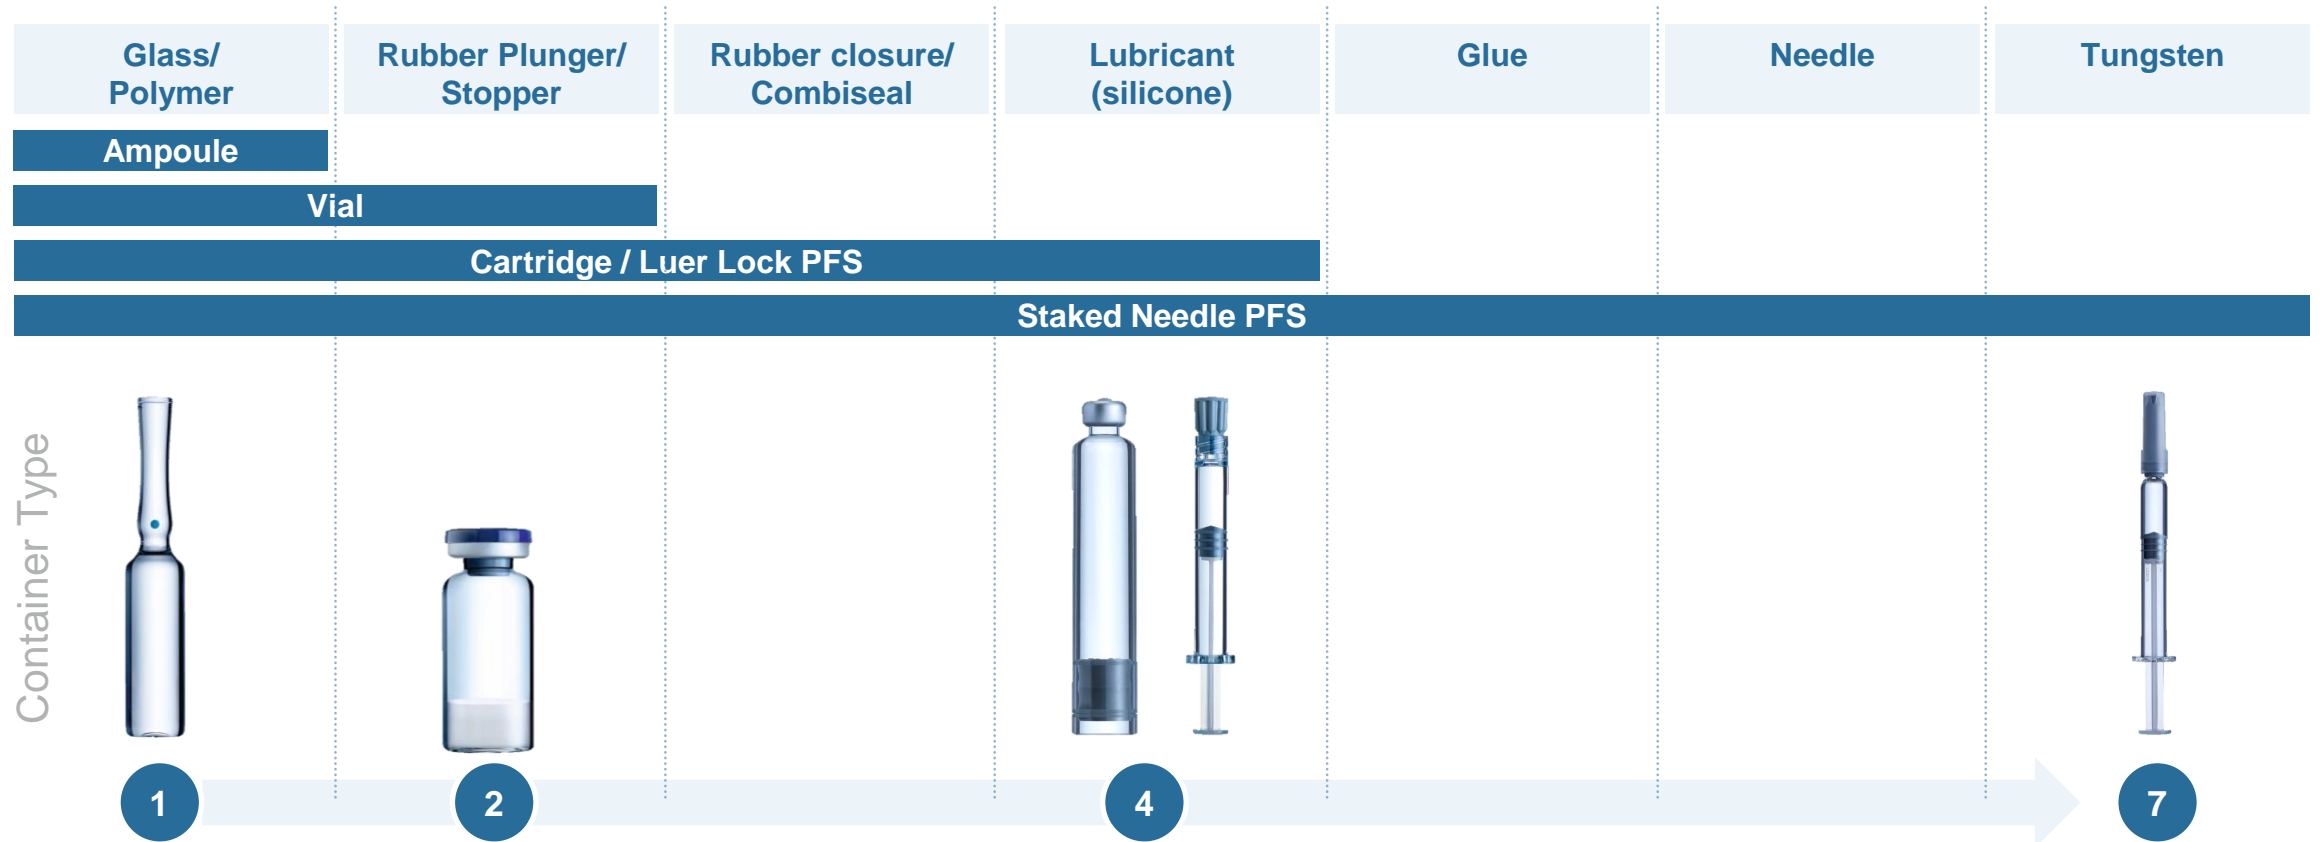 Glass/
Polymer
Rubber Plunger/
Stopper
Rubber closure/
Combiseal
Lubricant
(silicone)
Glue
Needle
Tungsten
Ampoule
Vial
Cartridge / Luer Lock PFS
Staked Needle PFS
Container Type
1
2
4
7